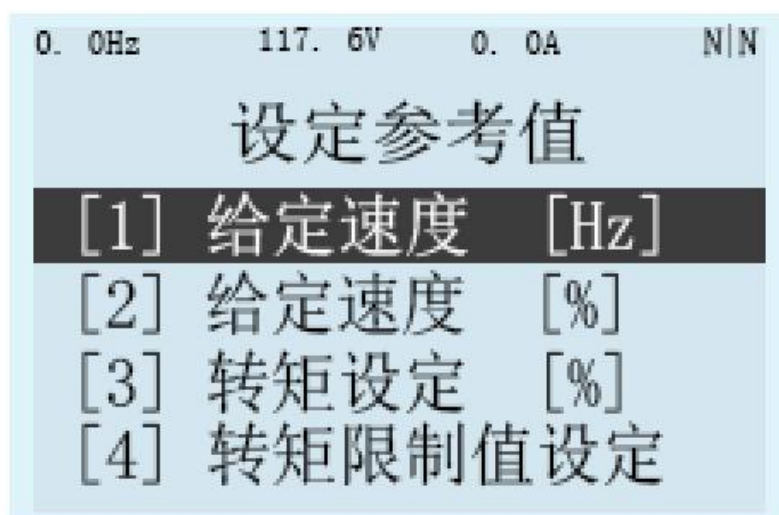 0. 0Hz 117. 6V 0. 0A N|N
设定参考值
[1] 给定速度 [Hz]
[2] 给定速度 [%]
[3] 转矩设定 [%]
[4] 转矩限制值设定